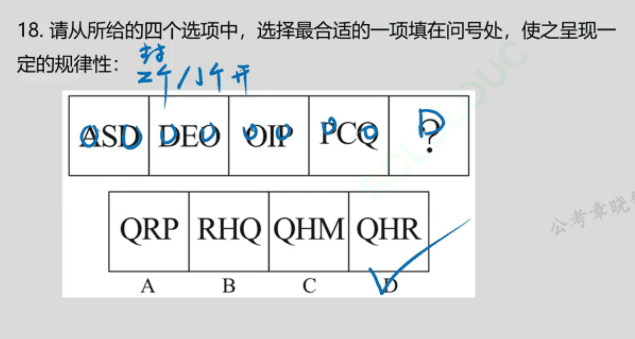 18. 请从所给的四个选项中，选择最合适的一项填在问号处，使之呈现一
定的规律性：
封
2个/1个开
ASD DEO OIP PCQ ?
D
QRP RHQ QHM QHR
A B C D
公考章晓